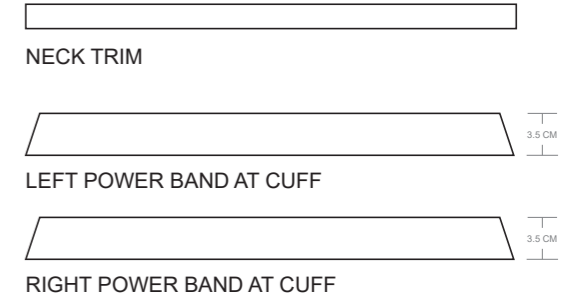 NECK TRIM
3.5 CM
LEFT POWER BAND AT CUFF
3.5 CM
RIGHT POWER BAND AT CUFF